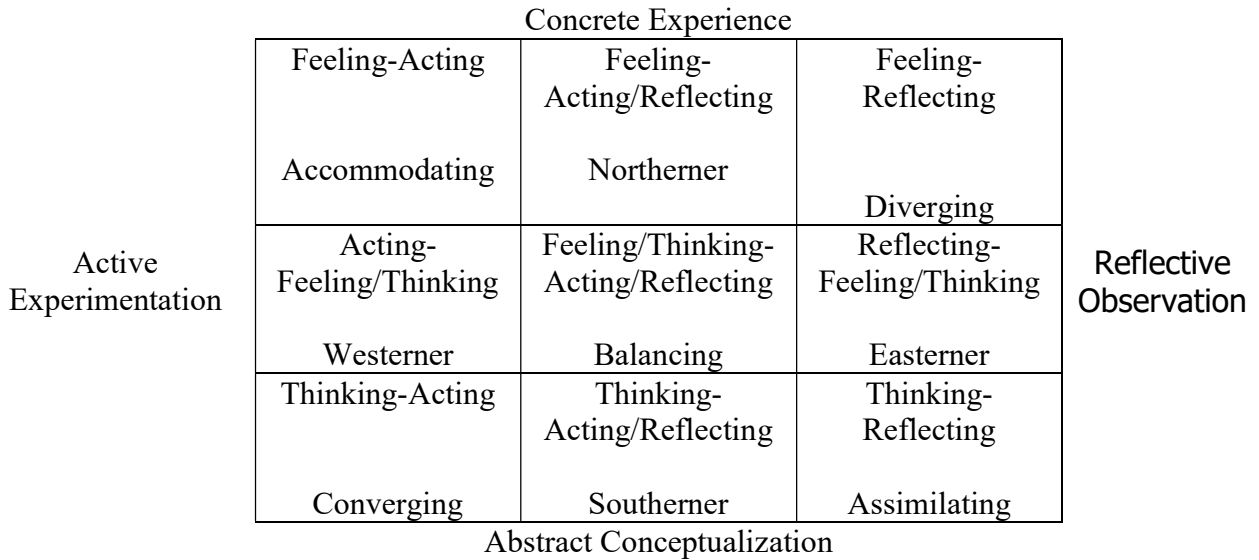 Concrete Experience
Feeling-Acting
Accommodating
Feeling-
Acting/Reflecting
Northerner
Feeling-
Reflecting
Diverging
Active
Experimentation
Acting-
Feeling/Thinking
Westerner
Feeling/Thinking-
Acting/Reflecting
Balancing
Reflecting-
Feeling/Thinking
Easterner
Reflective
Observation
Thinking-Acting
Converging
Thinking-
Acting/Reflecting
Southerner
Thinking-
Reflecting
Assimilating
Abstract Conceptualization